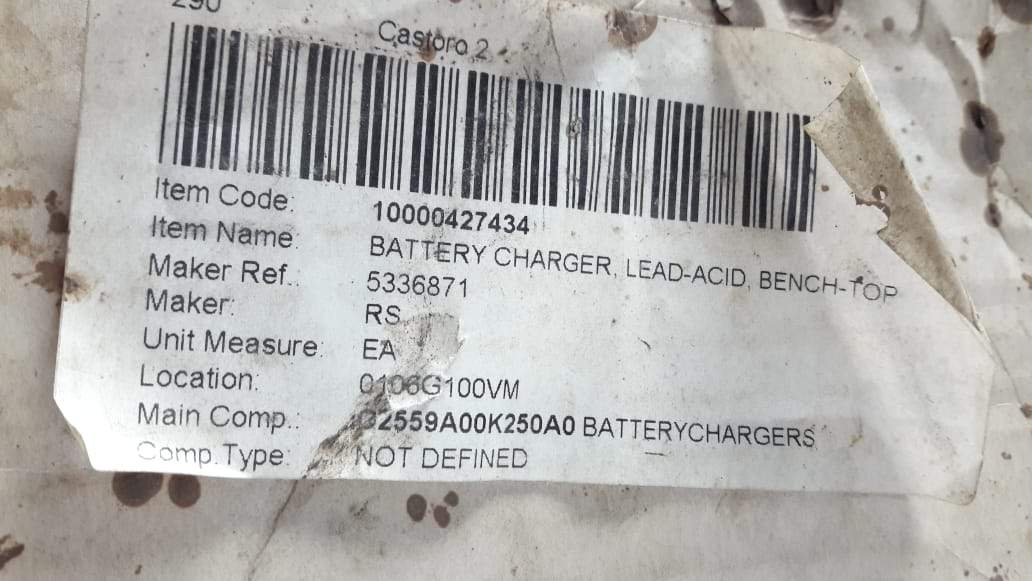 290
Castoro 2
Item Code: 10000427434
Item Name: BATTERY CHARGER, LEAD-ACID, BENCH-TOP
Maker Ref.: 5336871
Maker: RS
Unit Measure: EA
Location: 0106G100VM
Main Comp.: BATTERYCHARGERS
Comp.Type: NOT DEFINED